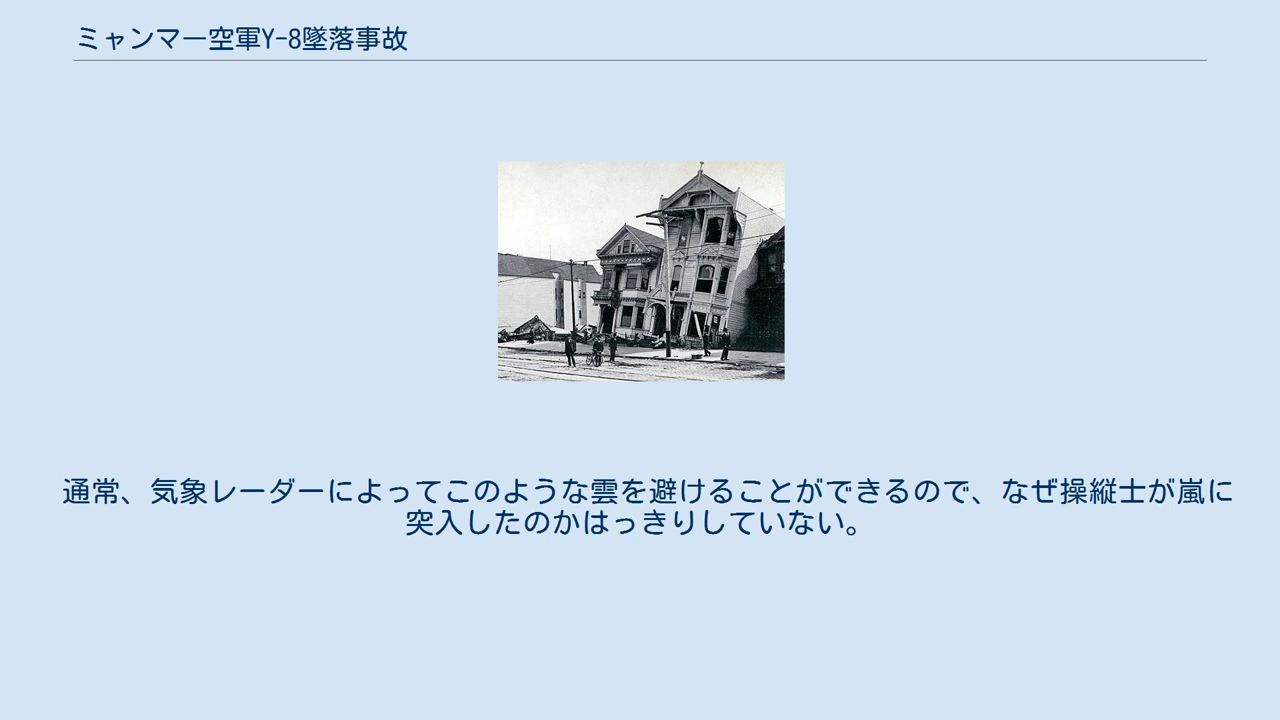 ミャンマー空軍Y-8墜落事故
通常、気象レーダーによってこのような雲を避けることができるので、なぜ操縦士が嵐に
突入したのかはっきりしていない。